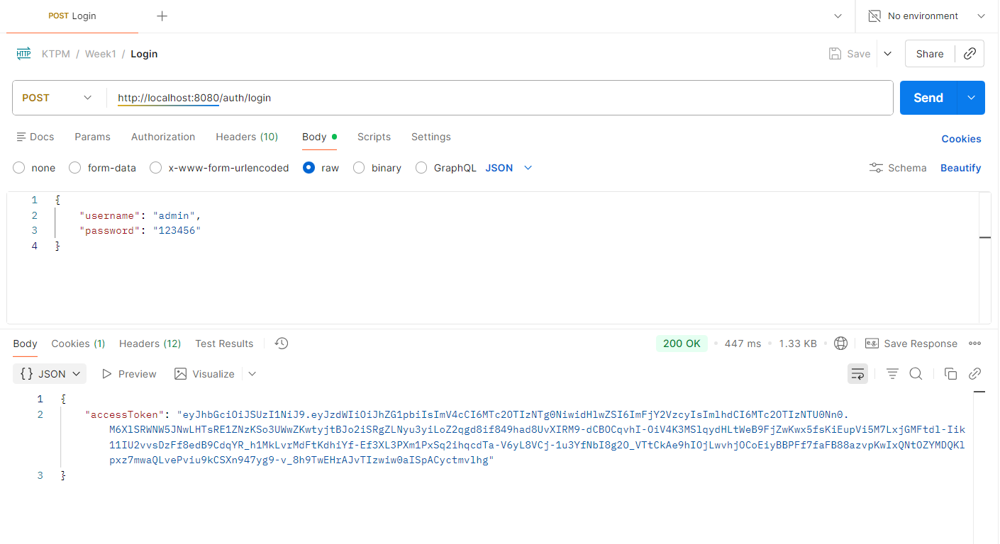 POST Login
No environment
HTTP KTPM / Week1 / Login
Save
Share
POST
http://localhost:8080/auth/login
Send
Docs
Params
Authorization
Headers (10)
Body
Scripts
Settings
Cookies
none
form-data
x-www-form-urlencoded
raw
binary
GraphQL
JSON
Schema
Beautify
1 {
2 "username": "admin",
3 "password": "123456"
4 }
Body
Cookies (1)
Headers (12)
Test Results
200 OK
447 ms
1.33 KB
e.g. Save Response
{} JSON
Preview
Visualize
1 {
2 "accessToken": "eyJhbGciOiJSUzI1NiJ9.eyJzdWIiOiJhZG1pbiIsImV4cCI6MTc2OTIzNTg0NiwidHlwZSI6ImFjY2VzcyIsImlhdCI6MTc2OTIzNTU0Nn0.
M6XlSRWNW5JNwLHTsRE1ZNzKSo3UWwZKwtyjtBJo2iSRgZLNyu3yiLoZ2qgd8if849had8UvXIRM9-dCBOCqvhI-OiV4K3MSlqydHLtWeB9FjZwKwx5fsKiEupVi5M7LxjGMFtdl-Iik
11IU2vvsDzFf8edB9CdqYR_h1MkLvrMdFtKdhiYf-Ef3XL3PXm1PxSq2ihqcdTa-V6yL8VCj-1u3YfNbI8g2O_VTtCkAe9hIOjLwvhjOCoEiyBBPFf7faFB88azvpKwIxQNtOZYMDQKl
pxz7mwaQLvePviu9kCSXn947yg9-v_8h9TwEHrAJvTIzwiw0aISpACyctmvlhg"
3 }